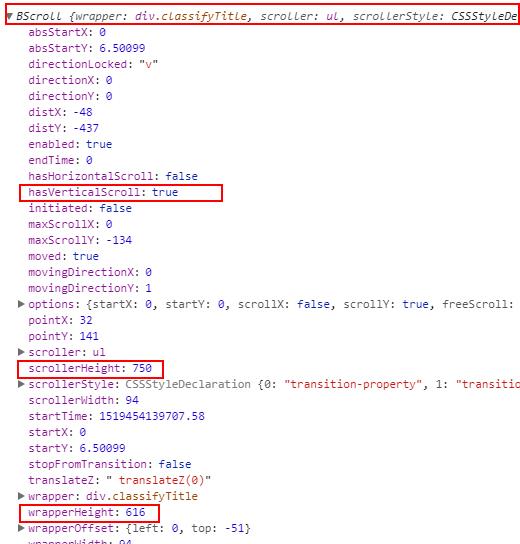 ▼BScroll {wrapper: div.classifyTitle, scroller: ul, scrollerStyle: CSSStyleDe
absStartX: 0
absStartY: 6.50099
directionLocked: "v"
directionX: 0
directionY: 0
distX: -48
distY: -437
enabled: true
endTime: 0
hasHorizontalScroll: false
hasVerticalScroll: true
initiated: false
maxScrollX: 0
maxScrollY: -134
moved: true
movingDirectionX: 0
movingDirectionY: 1
▶options: {startX: 0, startY: 0, scrollX: false, scrollY: true, freeScroll:
pointX: 32
pointY: 141
▶scroller: ul
scrollerHeight: 750
▶scrollerStyle: CSSStyleDeclaration {0: "transition-property", 1: "transitio
scrollerWidth: 94
startTime: 1519454139707.58
startX: 0
startY: 6.50099
stopFromTransition: false
translateZ: " translateZ(0)"
▶wrapper: div.classifyTitle
wrapperHeight: 616
▶wrapperOffset: {left: 0, top: -51}
wrapperWidth: 94